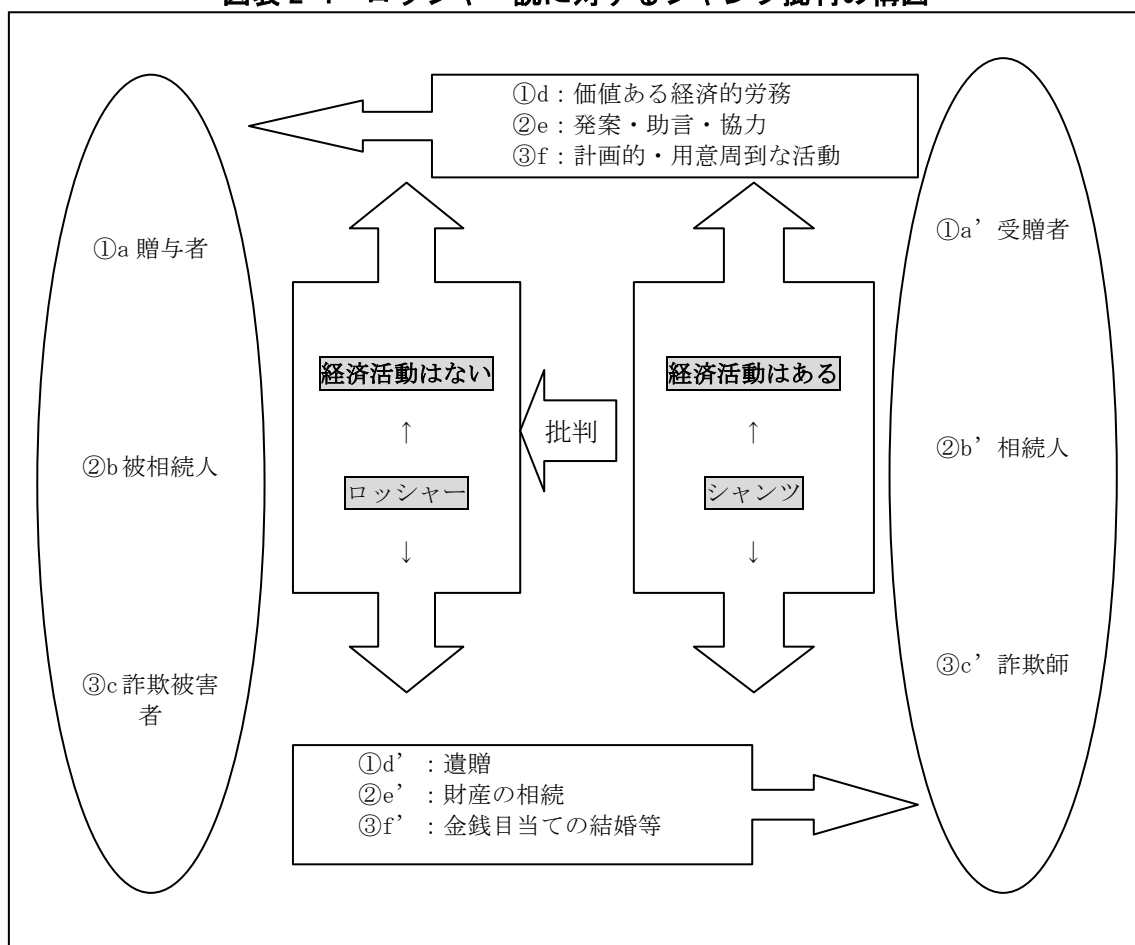 ①d：価値ある経済的労務
②e：発案・助言・協力
③f：計画的・用意周到な活動
①a 贈与者
①a’ 受贈者
経済活動はない
経済活動はある
↑
批判
↑
②b 被相続人
②b’ 相続人
ロッシャー
シャンツ
↓
↓
③c 詐欺被害
者
③c’ 詐欺師
①d’：遺贈
②e’：財産の相続
③f’：金銭目当ての結婚等